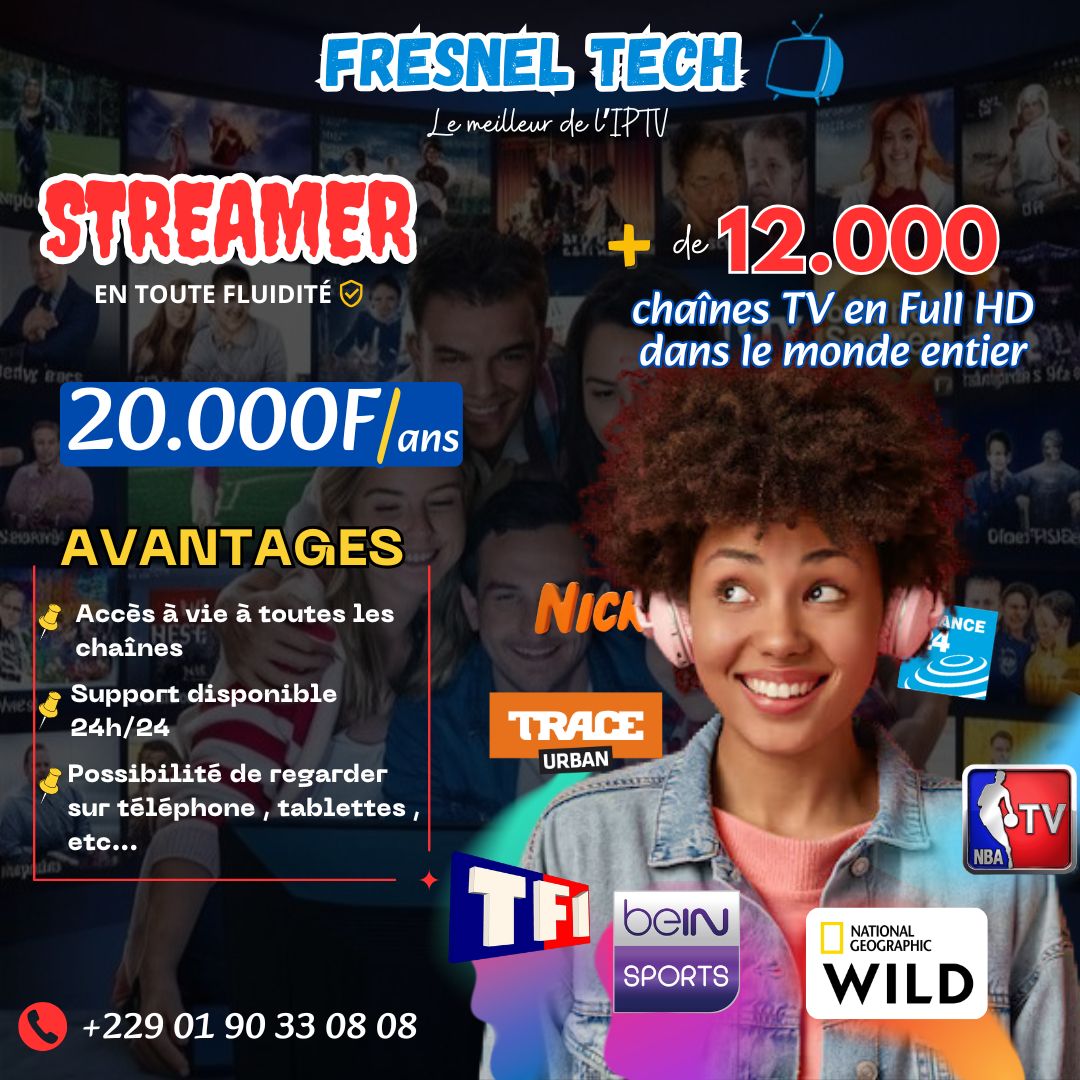 FRESNEL TECH
Le meilleur de l'IPTV
STREAMER
EN TOUTE FLUIDITÉ
+ de 12.000
chaînes TV en Full HD
dans le monde entier
20.000F/ans
AVANTAGES
Accès à vie à toutes les
chaînes
Support disponible
24h/24
Possibilité de regarder
sur téléphone , tablettes ,
etc...
NICK
ANCE
4
TRACE
URBAN
TV
NBA
TF1
beIN
SPORTS
NATIONAL
GEOGRAPHIC
WILD
+229 01 90 33 08 08